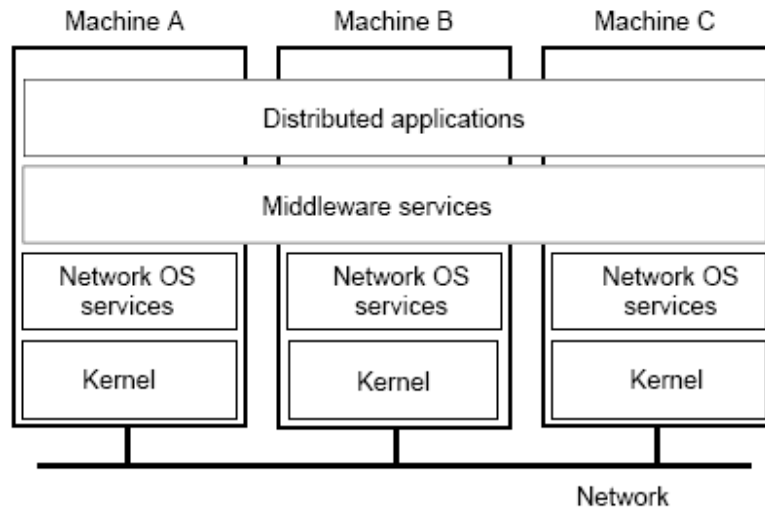 Machine A
Machine B
Machine C
Distributed applications
Middleware services
Network OS
services
Network OS
services
Network OS
services
Kernel
Kernel
Kernel
Network